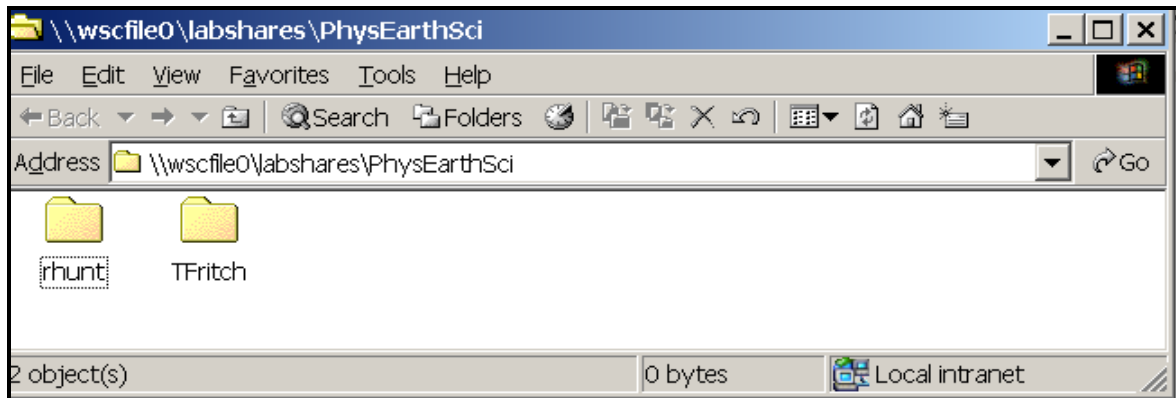 \\wscfile0\labshares\PhysEarthSci
File Edit View Favorites Tools Help
Back Search Folders
Address \\wscfile0\labshares\PhysEarthSci Go
rhunt TFritch
2 object(s) 0 bytes Local intranet